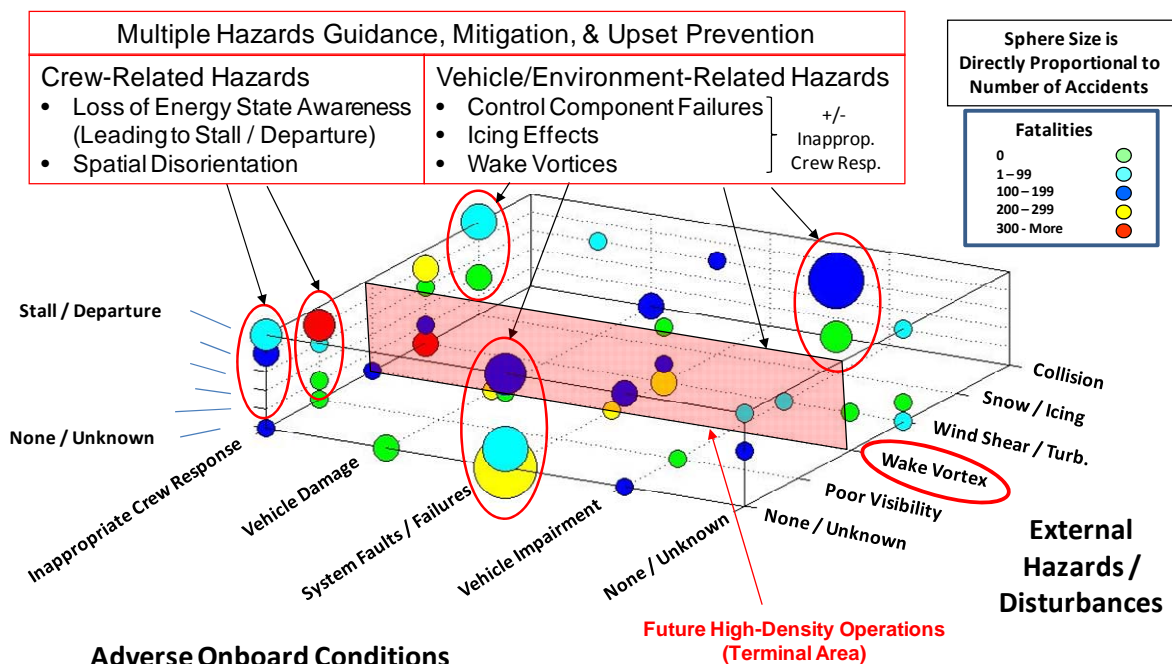 Multiple Hazards Guidance, Mitigation, & Upset Prevention
Crew-Related Hazards
• Loss of Energy State Awareness
(Leading to Stall / Departure)
• Spatial Disorientation
Vehicle/Environment-Related Hazards
• Control Component Failures
• Icing Effects
• Wake Vortices
+/-
Inapprop.
Crew Resp.
Sphere Size is
Directly Proportional to
Number of Accidents
Fatalities
0
1 – 99
100 – 199
200 – 299
300 - More
Stall / Departure
None / Unknown
Inappropriate Crew Response
Vehicle Damage
System Faults / Failures
Vehicle Impairment
None / Unknown
Collision
Snow / Icing
Wind Shear / Turb.
Wake Vortex
Poor Visibility
None / Unknown
External
Hazards /
Disturbances
Future High-Density Operations
(Terminal Area)
Adverse Onboard Conditions